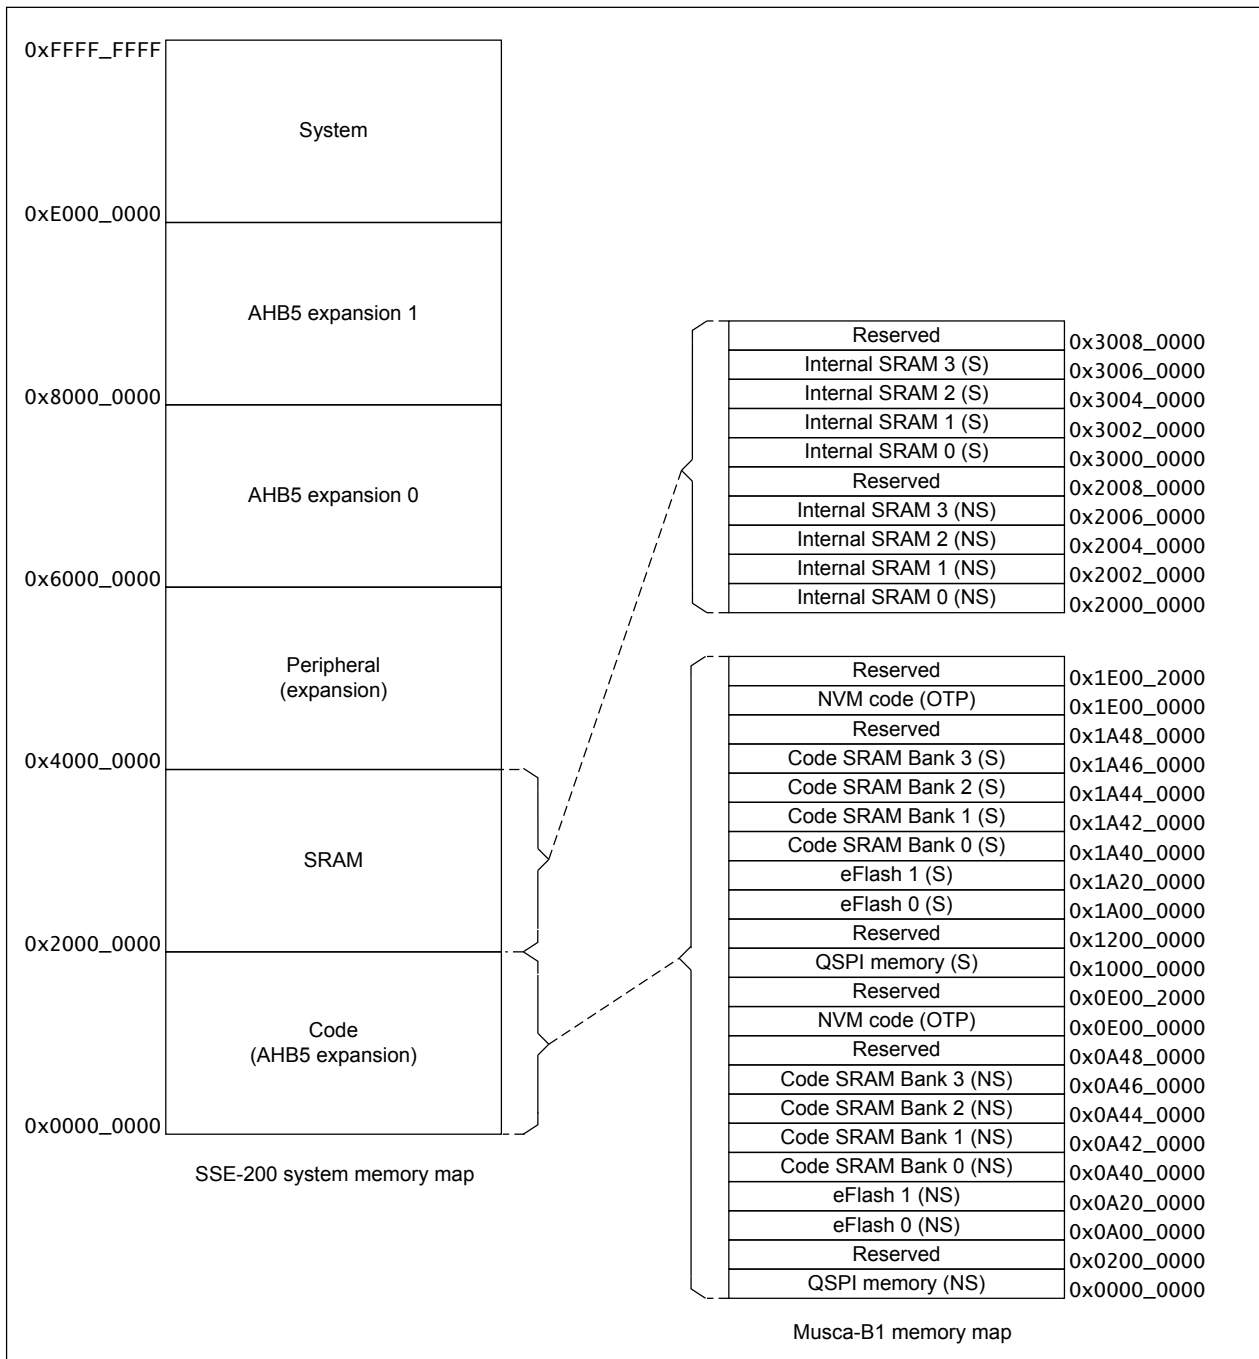 0xFFFF_FFFF
System
0xE000_0000
AHB5 expansion 1
0x8000_0000
AHB5 expansion 0
0x6000_0000
Peripheral
(expansion)
0x4000_0000
SRAM
0x2000_0000
Code
(AHB5 expansion)
0x0000_0000
SSE-200 system memory map
Reserved 0x3008_0000
Internal SRAM 3 (S) 0x3006_0000
Internal SRAM 2 (S) 0x3004_0000
Internal SRAM 1 (S) 0x3002_0000
Internal SRAM 0 (S) 0x3000_0000
Reserved 0x2008_0000
Internal SRAM 3 (NS) 0x2006_0000
Internal SRAM 2 (NS) 0x2004_0000
Internal SRAM 1 (NS) 0x2002_0000
Internal SRAM 0 (NS) 0x2000_0000
Reserved 0x1E00_2000
NVM code (OTP) 0x1E00_0000
Reserved 0x1A48_0000
Code SRAM Bank 3 (S) 0x1A46_0000
Code SRAM Bank 2 (S) 0x1A44_0000
Code SRAM Bank 1 (S) 0x1A42_0000
Code SRAM Bank 0 (S) 0x1A40_0000
eFlash 1 (S) 0x1A20_0000
eFlash 0 (S) 0x1A00_0000
Reserved 0x1200_0000
QSPI memory (S) 0x1000_0000
Reserved 0x0E00_2000
NVM code (OTP) 0x0E00_0000
Reserved 0x0A48_0000
Code SRAM Bank 3 (NS) 0x0A46_0000
Code SRAM Bank 2 (NS) 0x0A44_0000
Code SRAM Bank 1 (NS) 0x0A42_0000
Code SRAM Bank 0 (NS) 0x0A40_0000
eFlash 1 (NS) 0x0A20_0000
eFlash 0 (NS) 0x0A00_0000
Reserved 0x0200_0000
QSPI memory (NS) 0x0000_0000
Musca-B1 memory map